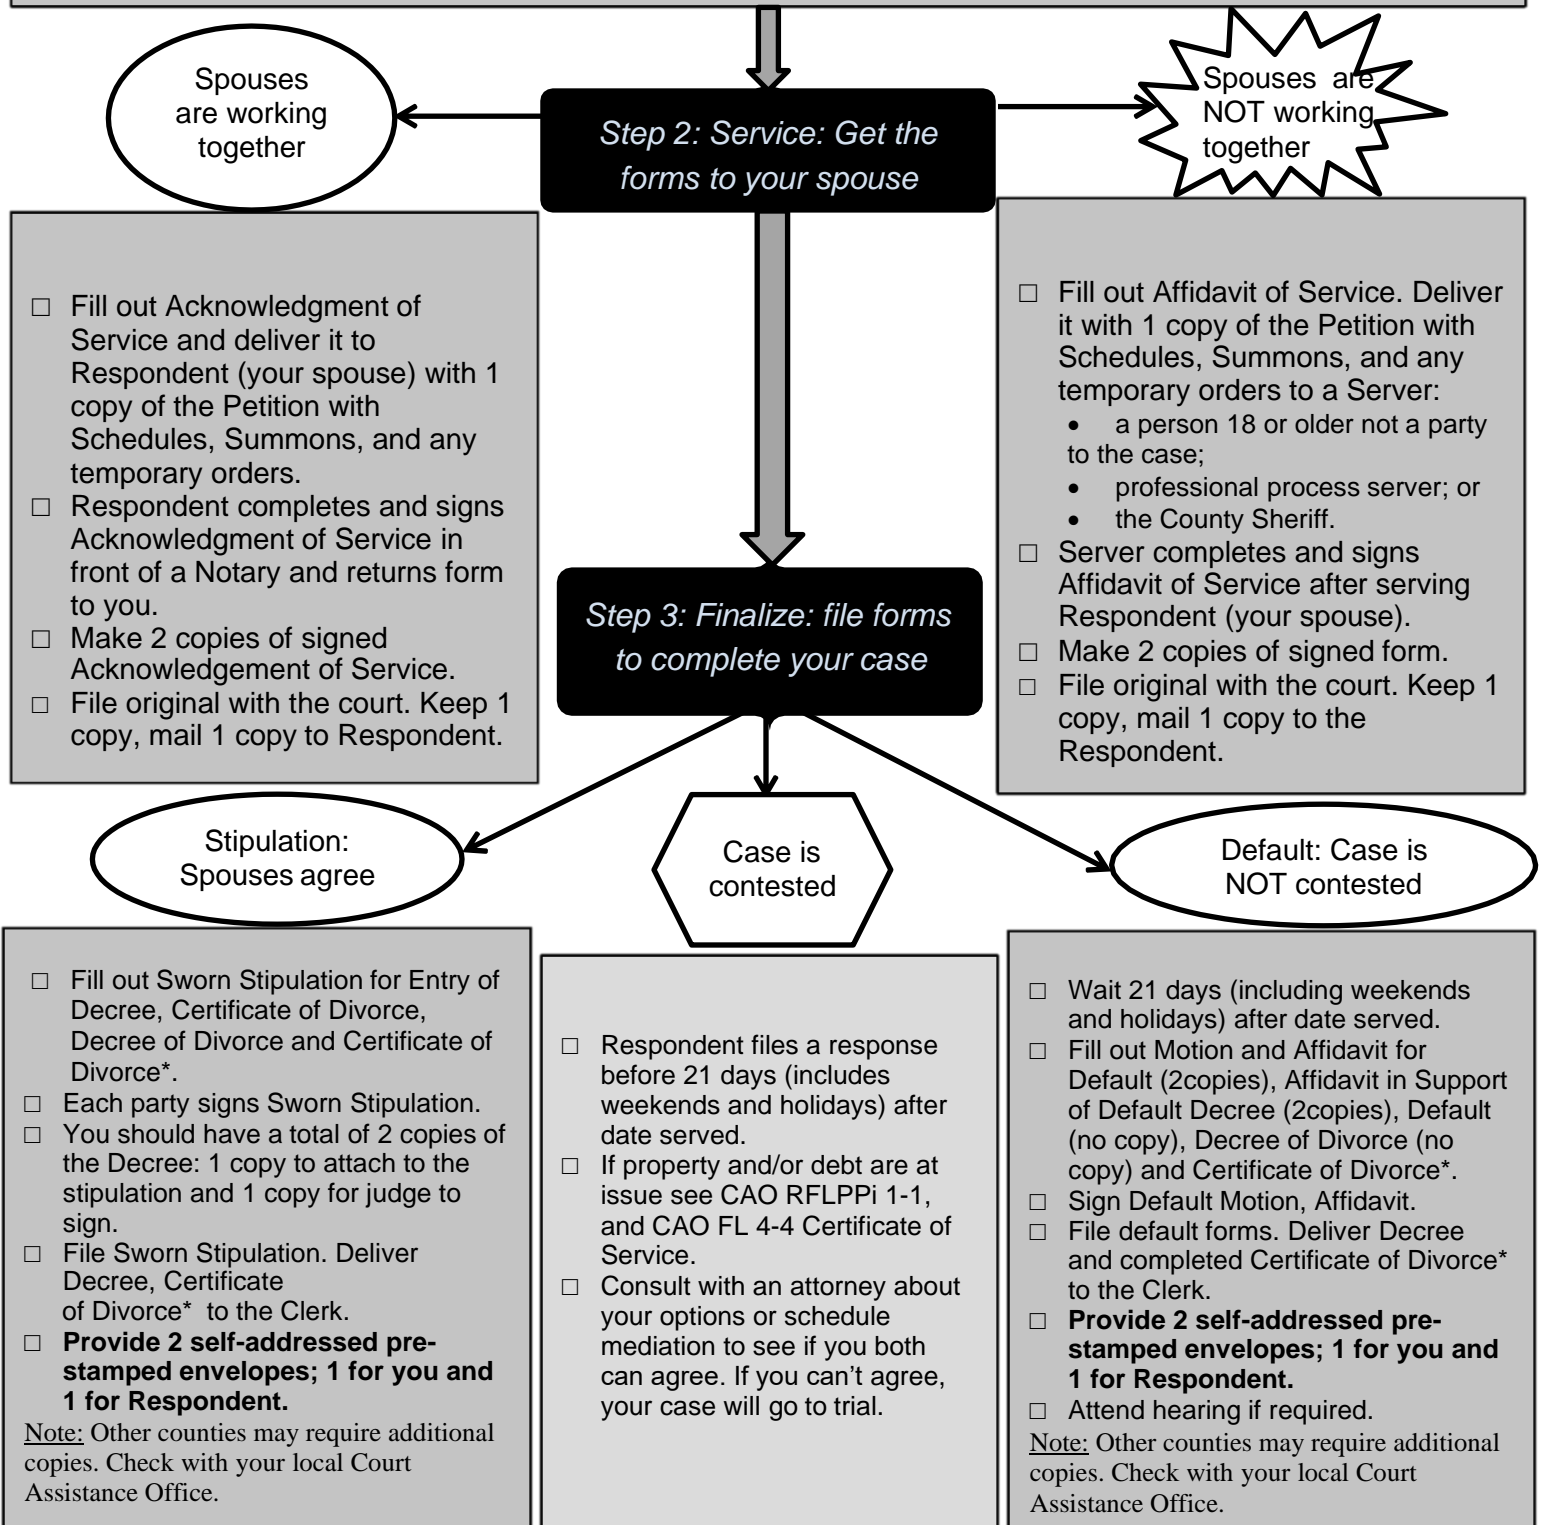 Spouses
are working
together
Step 2: Service: Get the
forms to your spouse
Spouses are
NOT working
together
□ Fill out Acknowledgment of
Service and deliver it to
Respondent (your spouse) with 1
copy of the Petition with
Schedules, Summons, and any
temporary orders.
□ Respondent completes and signs
Acknowledgment of Service in
front of a Notary and returns form
to you.
□ Make 2 copies of signed
Acknowledgement of Service.
□ File original with the court. Keep 1
copy, mail 1 copy to Respondent.
□ Fill out Affidavit of Service. Deliver
it with 1 copy of the Petition with
Schedules, Summons, and any
temporary orders to a Server:
• a person 18 or older not a party
to the case;
• professional process server; or
• the County Sheriff.
□ Server completes and signs
Affidavit of Service after serving
Respondent (your spouse).
□ Make 2 copies of signed form.
□ File original with the court. Keep 1
copy, mail 1 copy to the
Respondent.
Step 3: Finalize: file forms
to complete your case
Stipulation:
Spouses agree
Case is
contested
Default: Case is
NOT contested
□ Fill out Sworn Stipulation for Entry of
Decree, Certificate of Divorce,
Decree of Divorce and Certificate of
Divorce*.
□ Each party signs Sworn Stipulation.
□ You should have a total of 2 copies of
the Decree: 1 copy to attach to the
stipulation and 1 copy for judge to
sign.
□ File Sworn Stipulation. Deliver
Decree, Certificate
of Divorce* to the Clerk.
□ Provide 2 self-addressed pre-
stamped envelopes; 1 for you and
1 for Respondent.
Note: Other counties may require additional
copies. Check with your local Court
Assistance Office.
□ Respondent files a response
before 21 days (includes
weekends and holidays) after
date served.
□ If property and/or debt are at
issue see CAO RFLPPi 1-1,
and CAO FL 4-4 Certificate of
Service.
□ Consult with an attorney about
your options or schedule
mediation to see if you both
can agree. If you can’t agree,
your case will go to trial.
□ Wait 21 days (including weekends
and holidays) after date served.
□ Fill out Motion and Affidavit for
Default (2copies), Affidavit in Support
of Default Decree (2copies), Default
(no copy), Decree of Divorce (no
copy) and Certificate of Divorce*.
□ Sign Default Motion, Affidavit.
□ File default forms. Deliver Decree
and completed Certificate of Divorce*
to the Clerk.
□ Provide 2 self-addressed pre-
stamped envelopes; 1 for you and
1 for Respondent.
□ Attend hearing if required.
Note: Other counties may require additional
copies. Check with your local Court
Assistance Office.